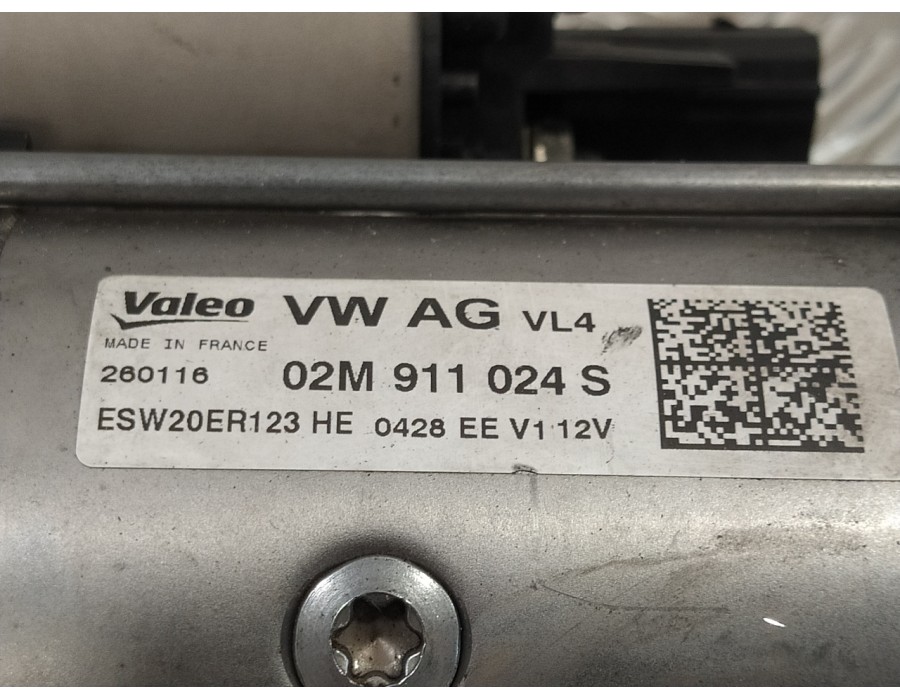 Valeo VW AG VL4
MADE IN FRANCE
260116 02M 911 024 S
ESW20ER123 HE 0428 EE V1 12V